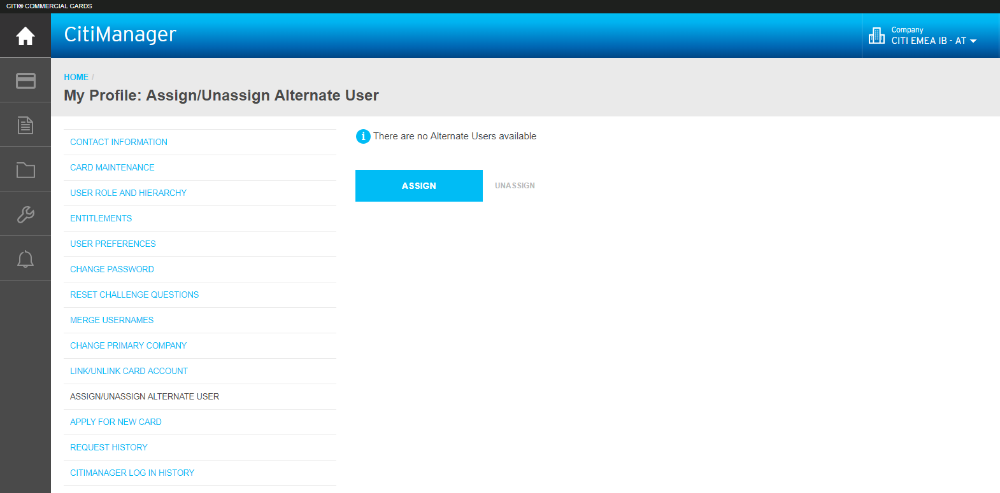 CITI® COMMERCIAL CARDS
CitiManager
Company
CITI EMEA IB - AT
HOME /
My Profile: Assign/Unassign Alternate User
CONTACT INFORMATION
CARD MAINTENANCE
USER ROLE AND HIERARCHY
ENTITLEMENTS
USER PREFERENCES
CHANGE PASSWORD
RESET CHALLENGE QUESTIONS
MERGE USERNAMES
CHANGE PRIMARY COMPANY
LINK/UNLINK CARD ACCOUNT
ASSIGN/UNASSIGN ALTERNATE USER
APPLY FOR NEW CARD
REQUEST HISTORY
CITIMANAGER LOG IN HISTORY
i There are no Alternate Users available
ASSIGN
UNASSIGN